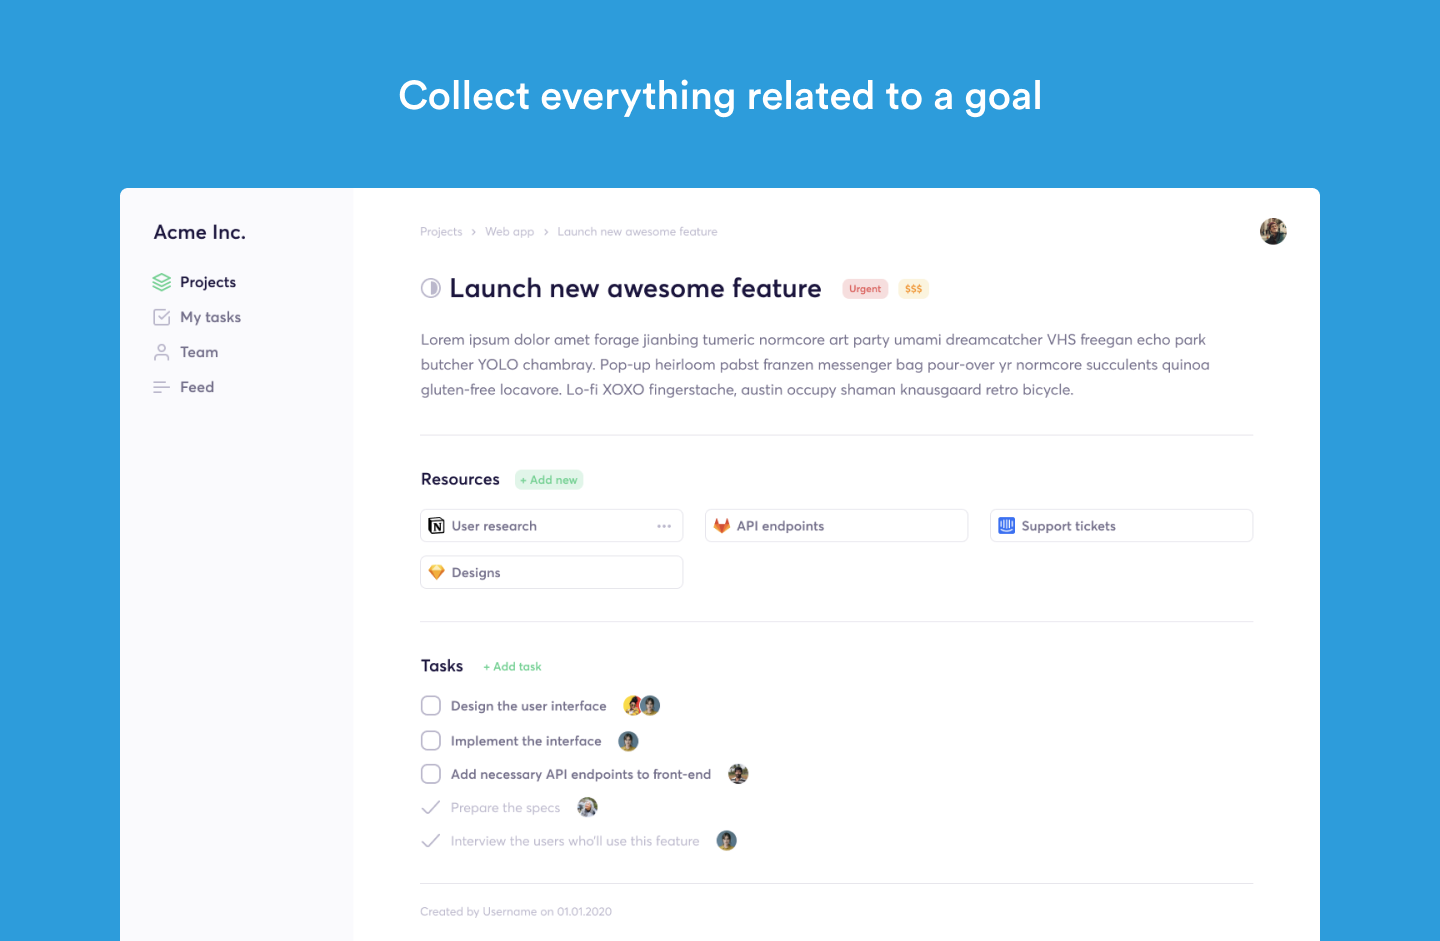 Collect everything related to a goal
Acme Inc.
Projects
My tasks
Team
Feed
Projects > Web app > Launch new awesome feature
Launch new awesome feature Urgent $$$
Lorem ipsum dolor amet forage jianbing tumeric normcore art party umami dreamcatcher VHS freegan echo park
butcher YOLO chambray. Pop-up heirloom pabst franzen messenger bag pour-over yr normcore succulents quinoa
gluten-free locavore. Lo-fi XOXO fingerstache, austin occupy shaman knausgaard retro bicycle.
Resources + Add new
User research ••• API endpoints Support tickets
Designs
Tasks + Add task
Design the user interface
Implement the interface
Add necessary API endpoints to front-end
Prepare the specs
Interview the users who'll use this feature
Created by Username on 01.01.2020